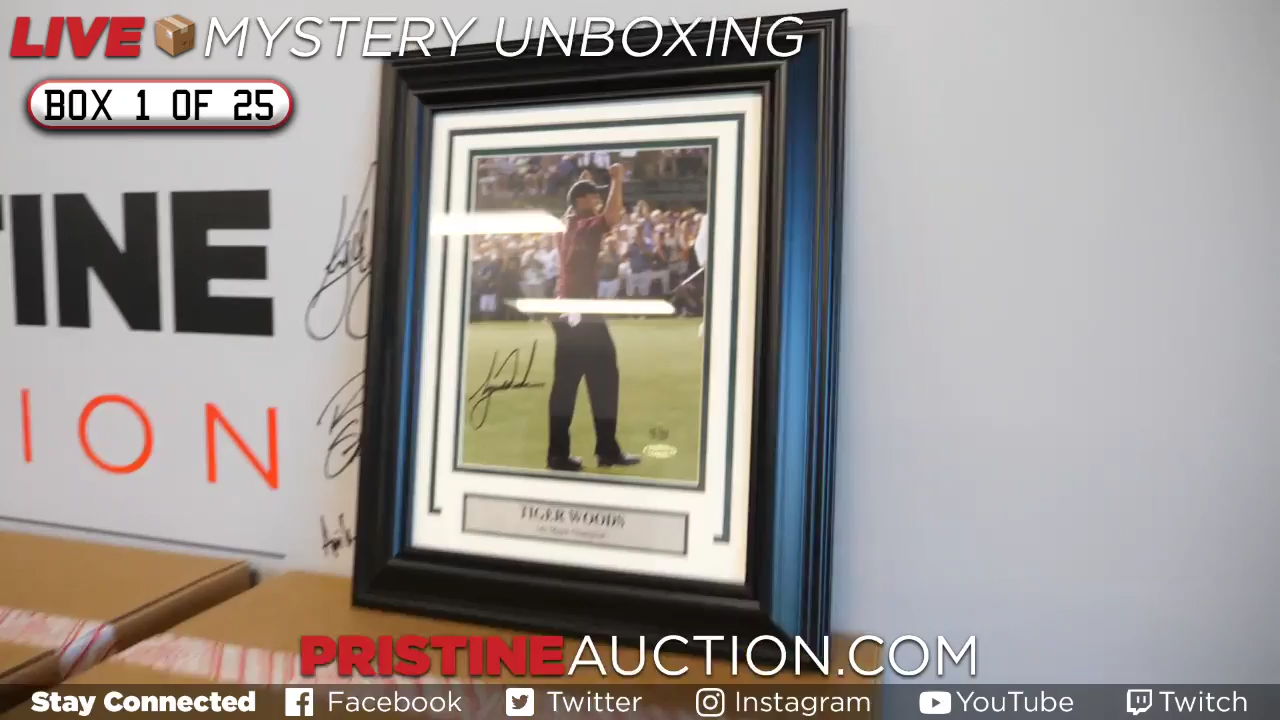 LIVE MYSTERY UNBOXING
BOX 1 OF 25
TINE
ION
TIGER WOODS
PRISTINEAUCTION.COM
Stay Connected Facebook Twitter Instagram YouTube Twitch